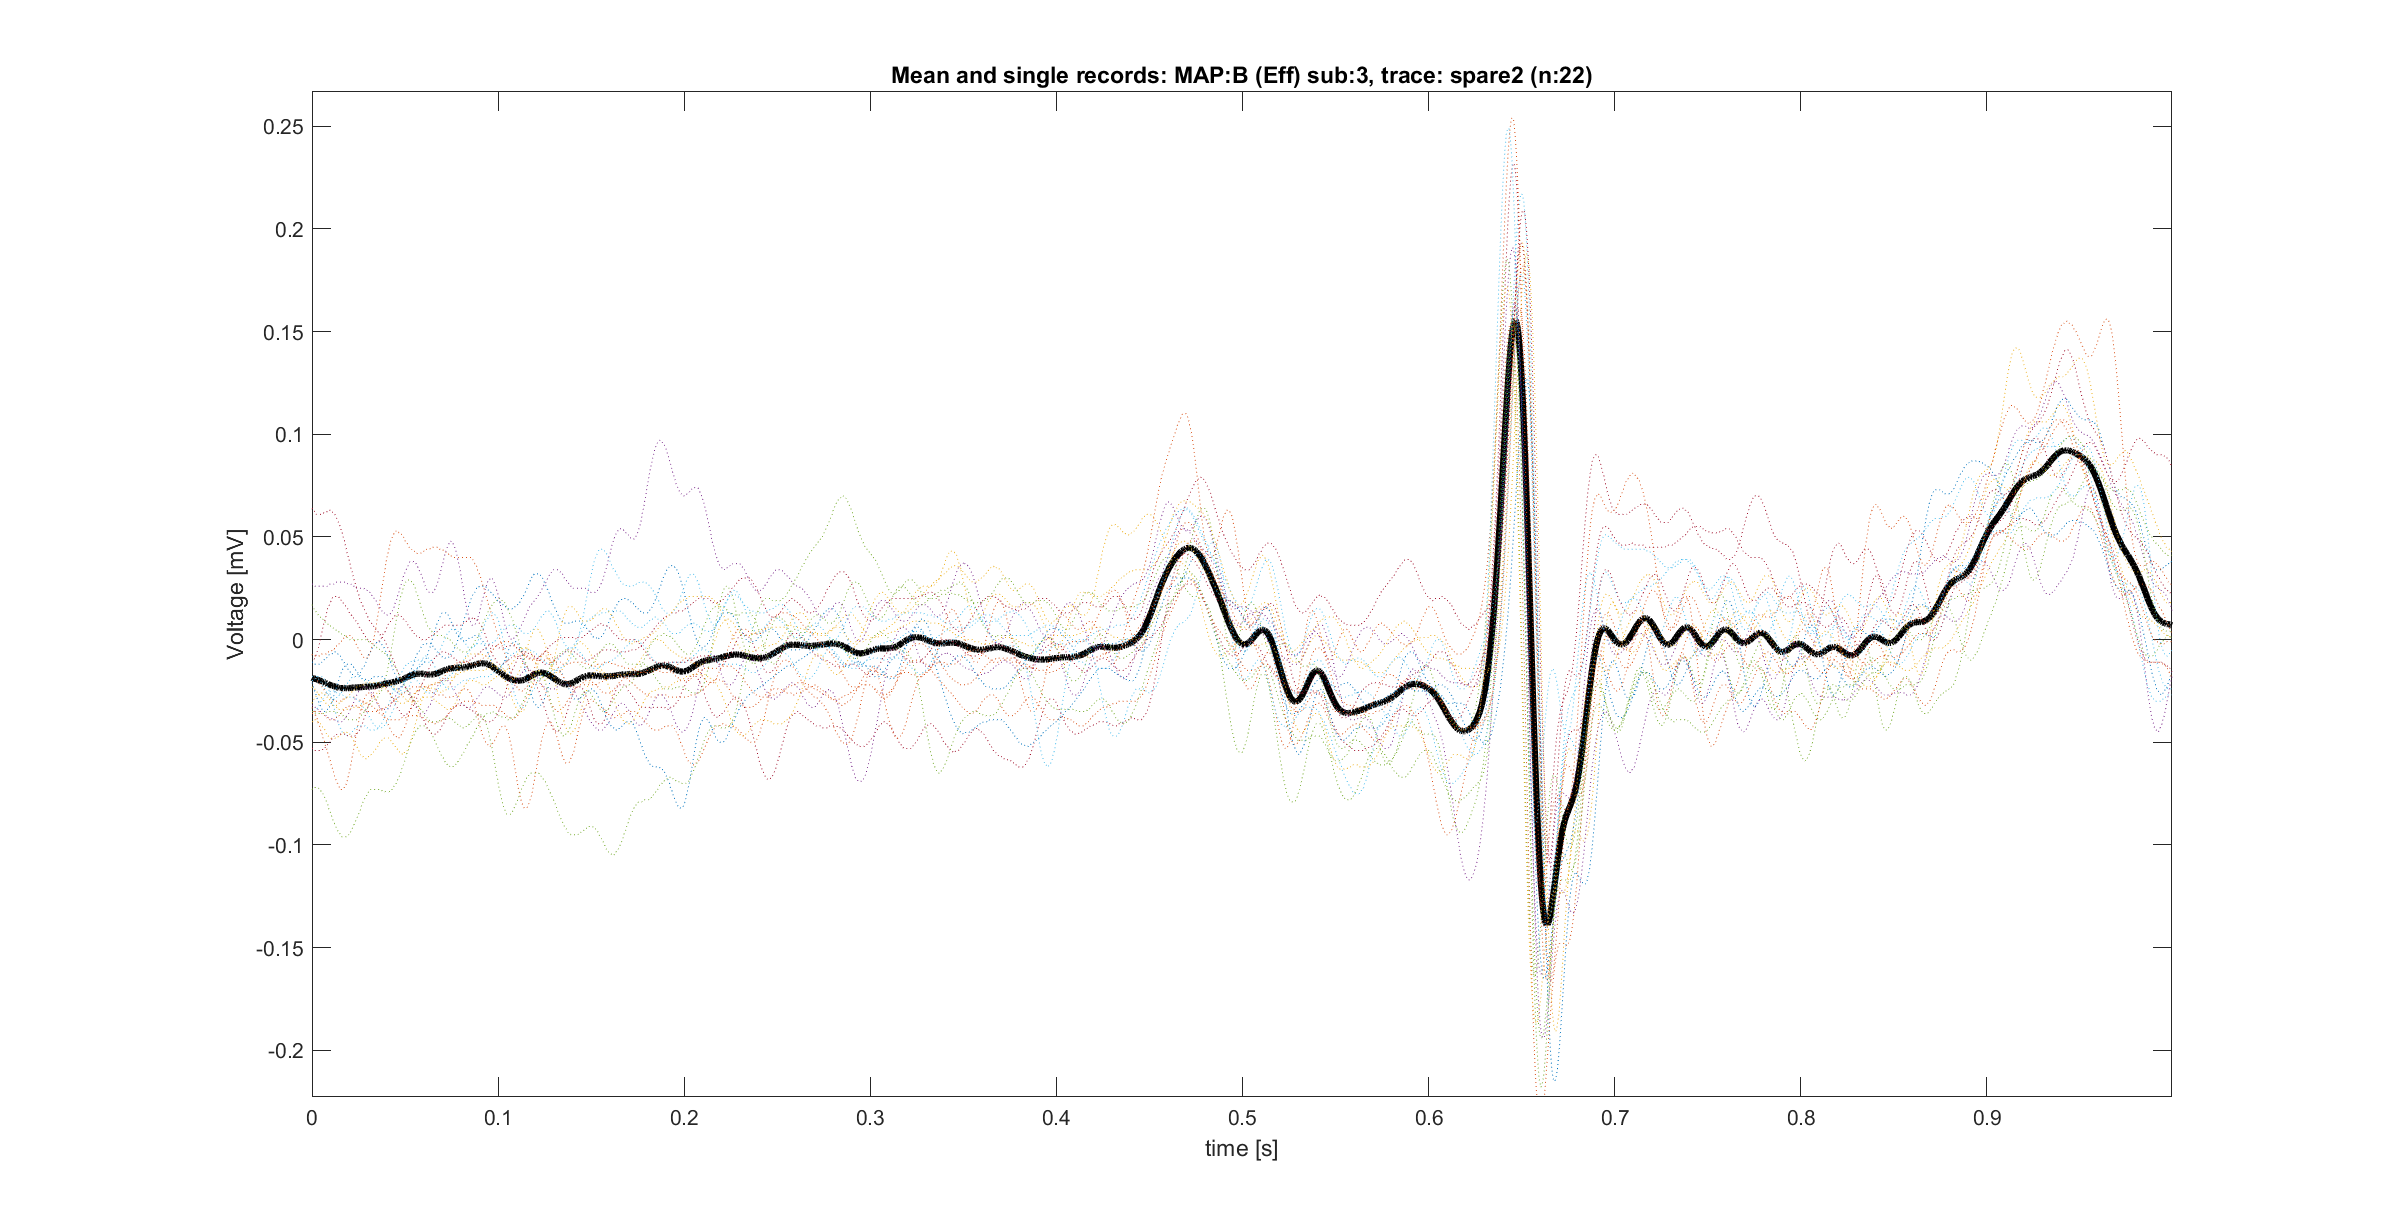 Mean and single records: MAP:B (Eff) sub:3, trace: spare2 (n:22)
0.25
0.2
0.15
0.1
0.05
0
-0.05
-0.1
-0.15
-0.2
Voltage [mV]
0 0.1 0.2 0.3 0.4 0.5 0.6 0.7 0.8 0.9
time [s]